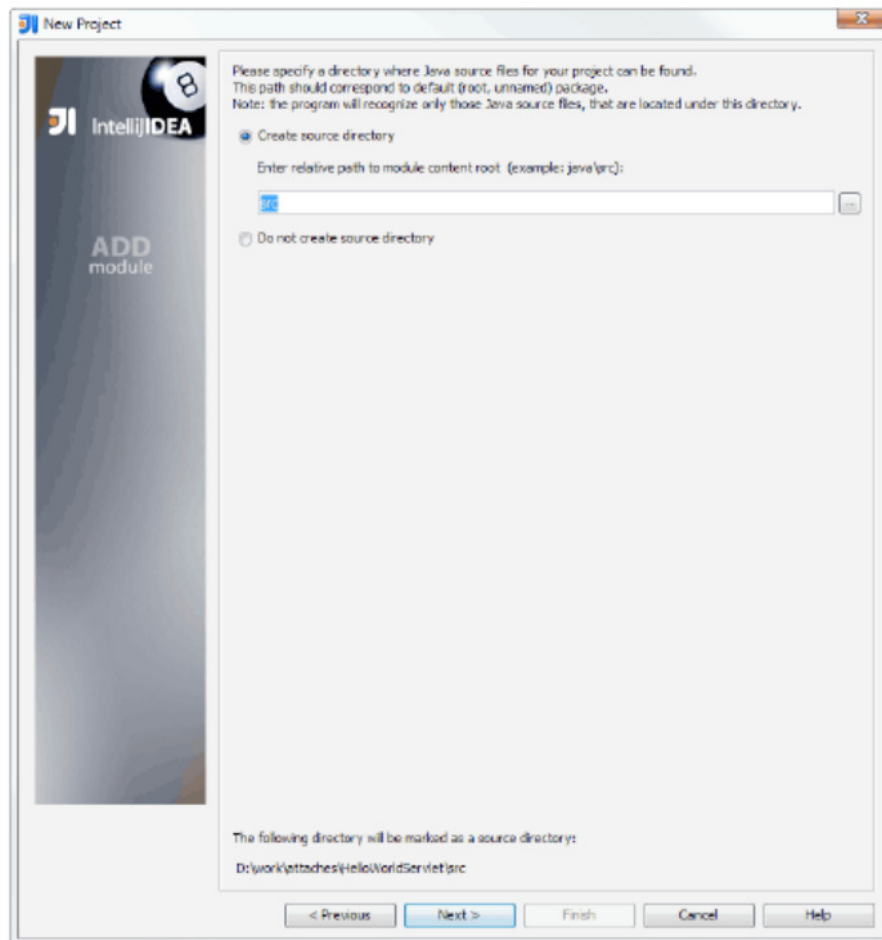 New Project
8
IntelliJIDEA
ADD
module
Please specify a directory where Java source files for your project can be found.
This path should correspond to default (root, unnamed) package.
Note: the program will recognize only those Java source files, that are located under this directory.
Create source directory
Enter relative path to module content root (example: java\src):
src
...
Do not create source directory
The following directory will be marked as a source directory:
D:\work\attaches\HelloWorldServlet\src
< Previous Next > Finish Cancel Help